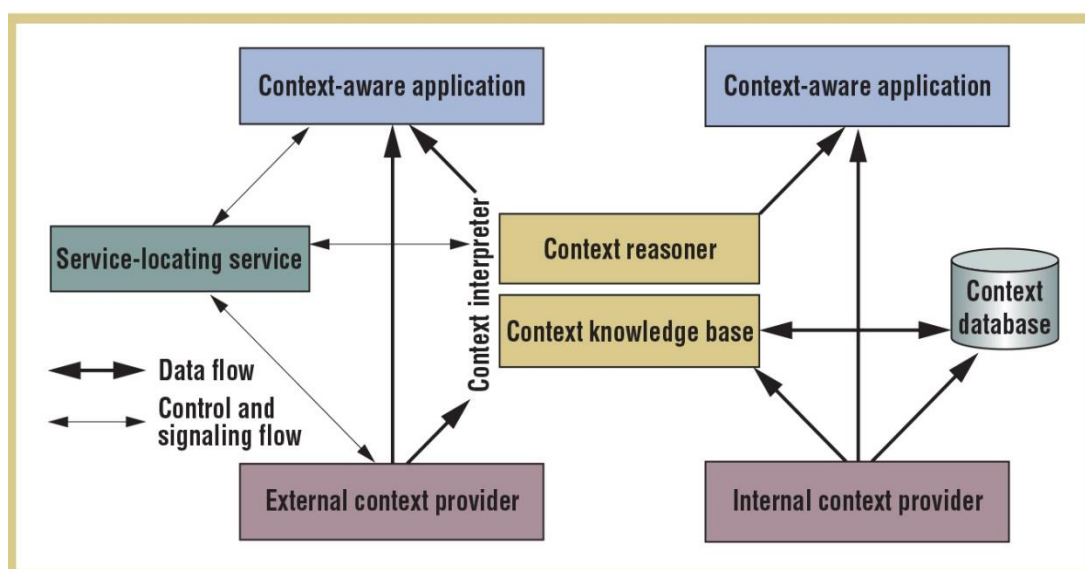 Context-aware application
Context-aware application
Service-locating service
Context interpreter
Context reasoner
Context knowledge base
Context
database
Data flow
Control and
signaling flow
External context provider
Internal context provider